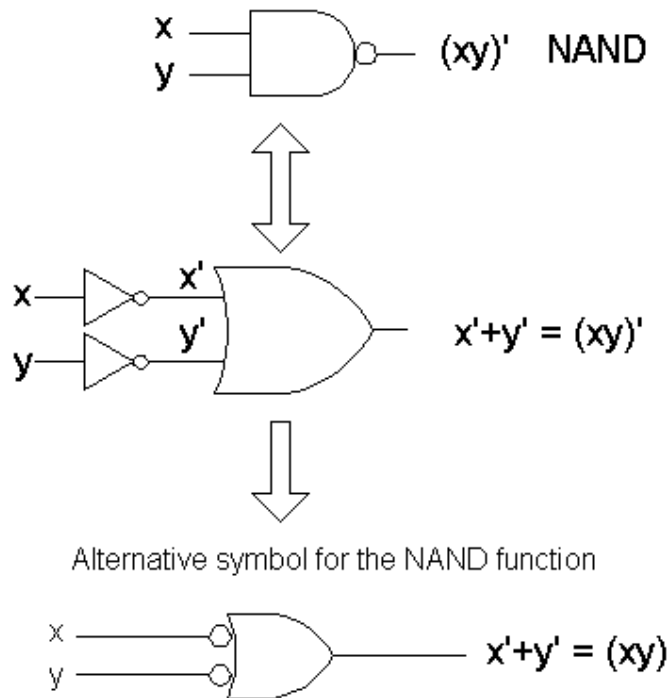 x
y
(xy)' NAND
x
x'
y
y'
x'+y' = (xy)'
Alternative symbol for the NAND function
x
y
x'+y' = (xy)